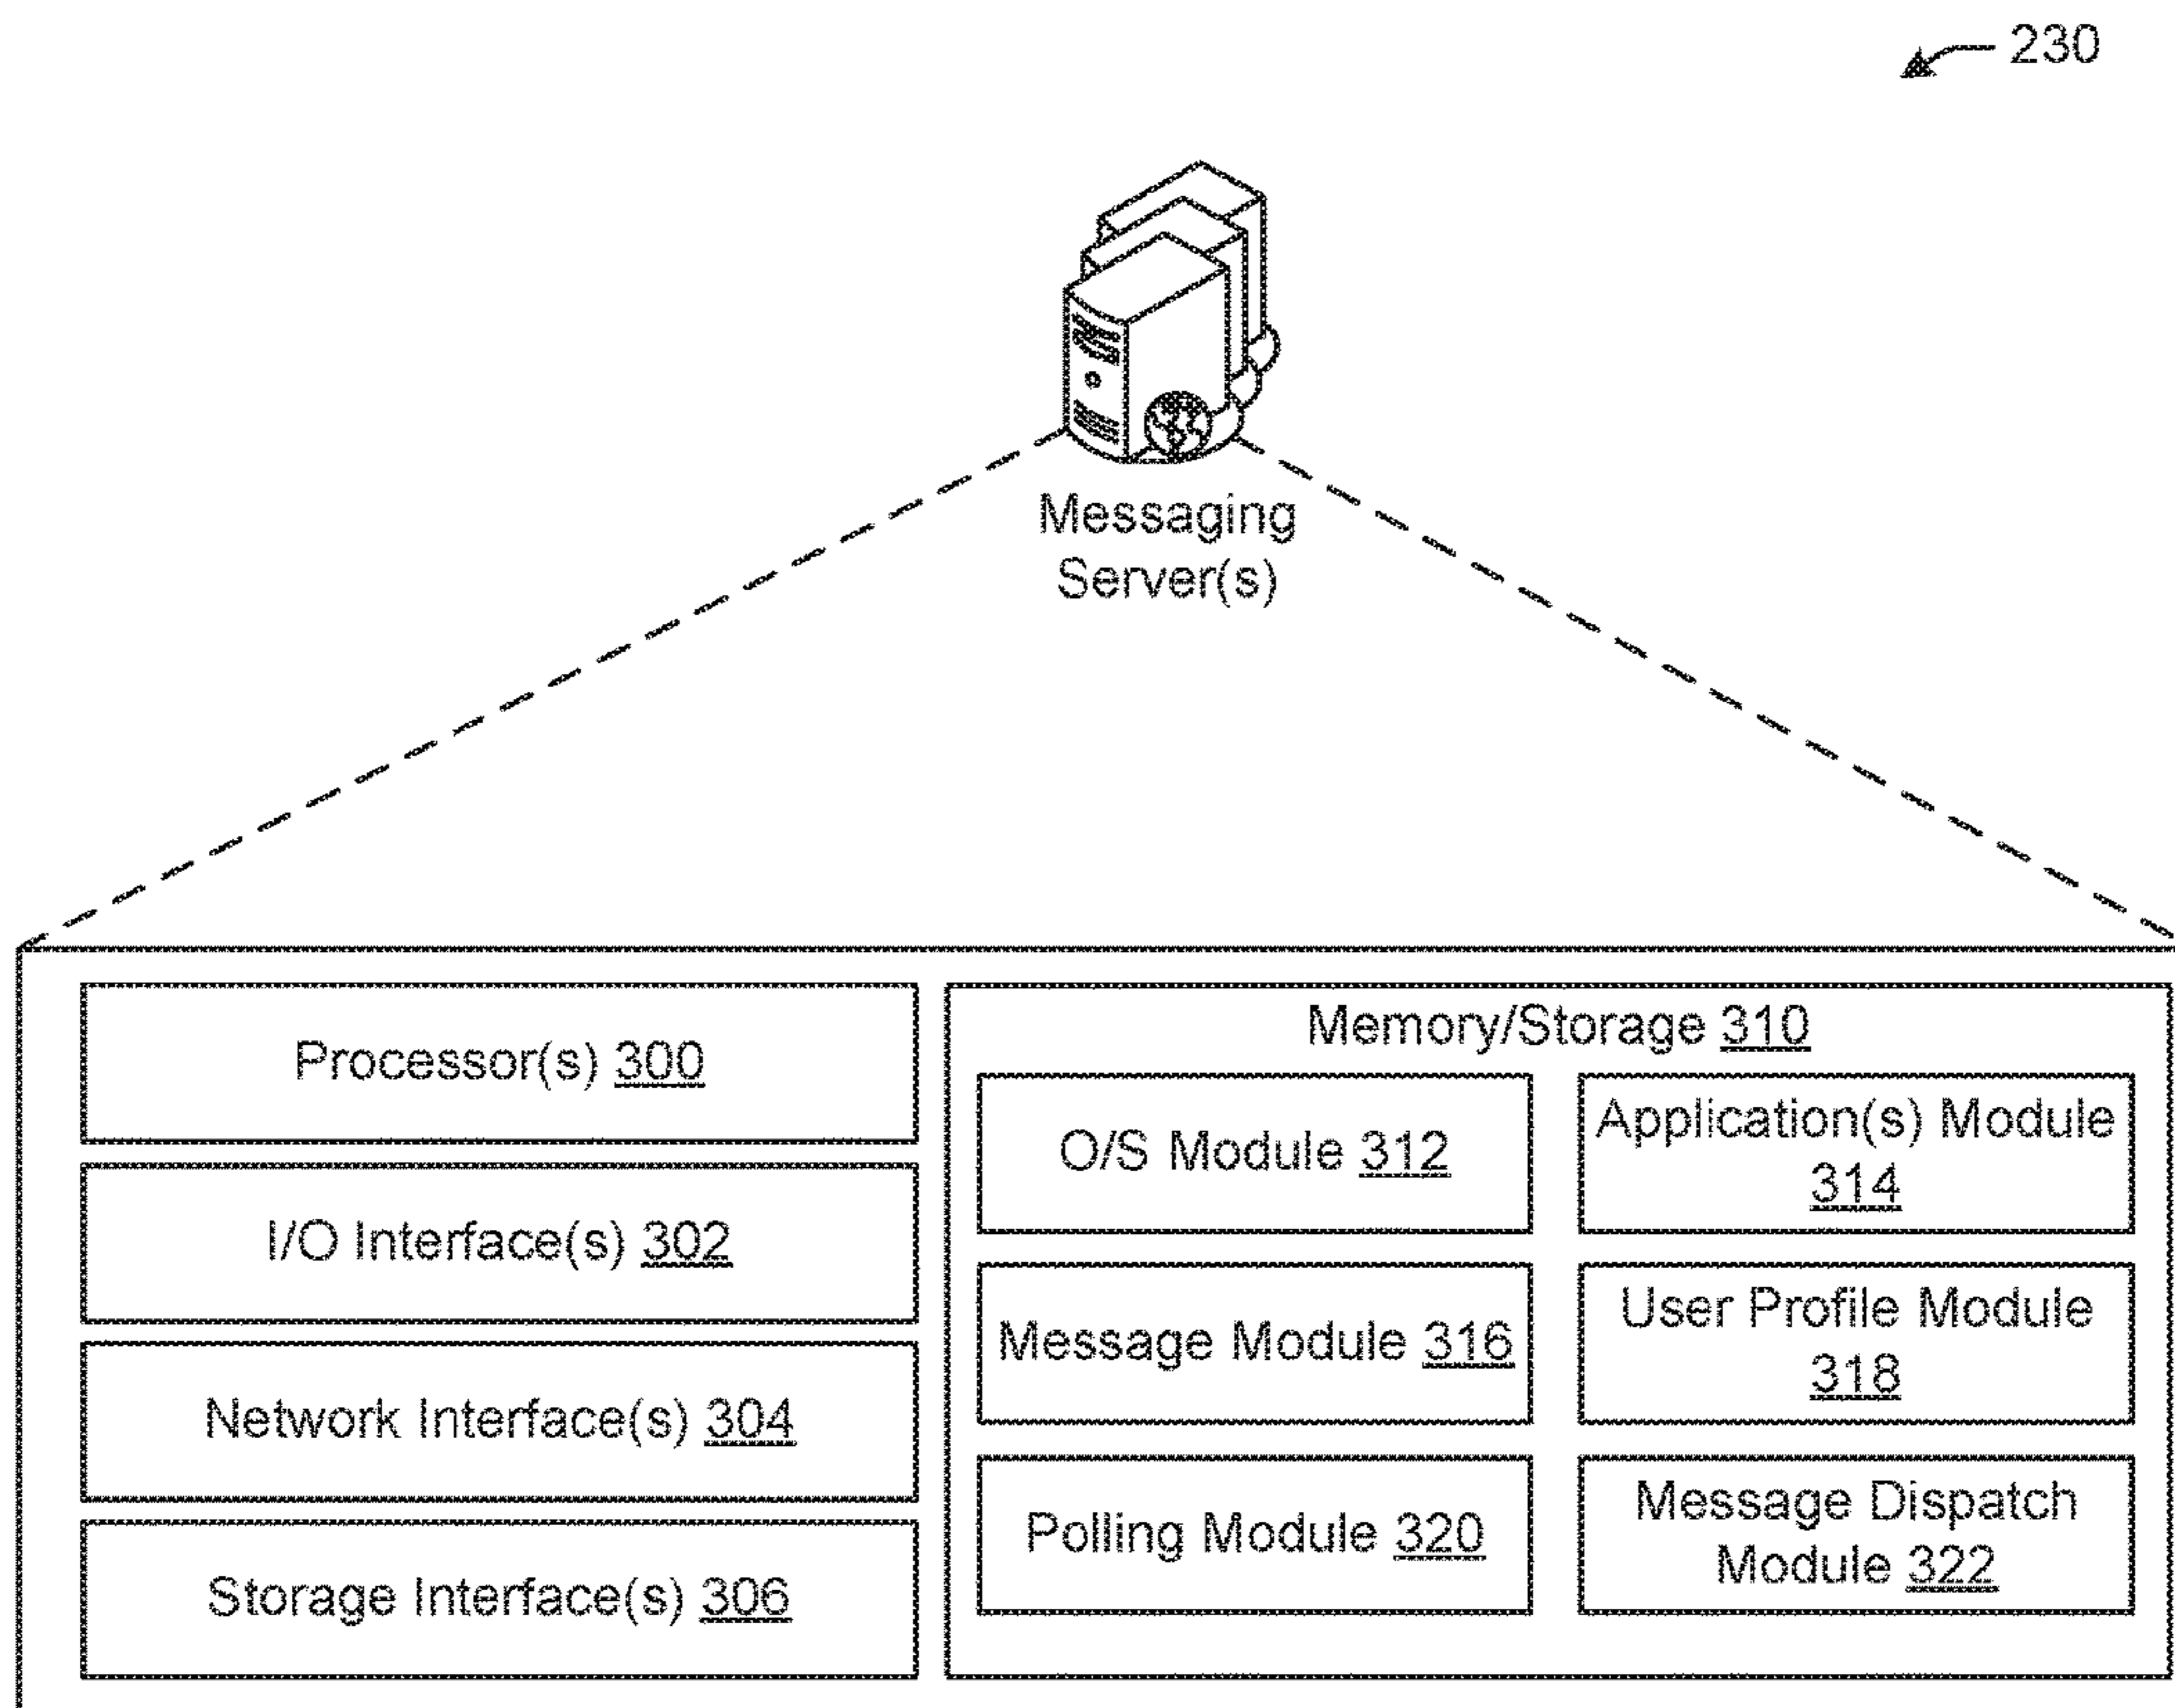 230
Messaging
Server(s)
Processor(s) 300
I/O Interface(s) 302
Network Interface(s) 304
Storage Interface(s) 306
Memory/Storage 310
O/S Module 312
Application(s) Module
314
Message Module 316
User Profile Module
318
Polling Module 320
Message Dispatch
Module 322